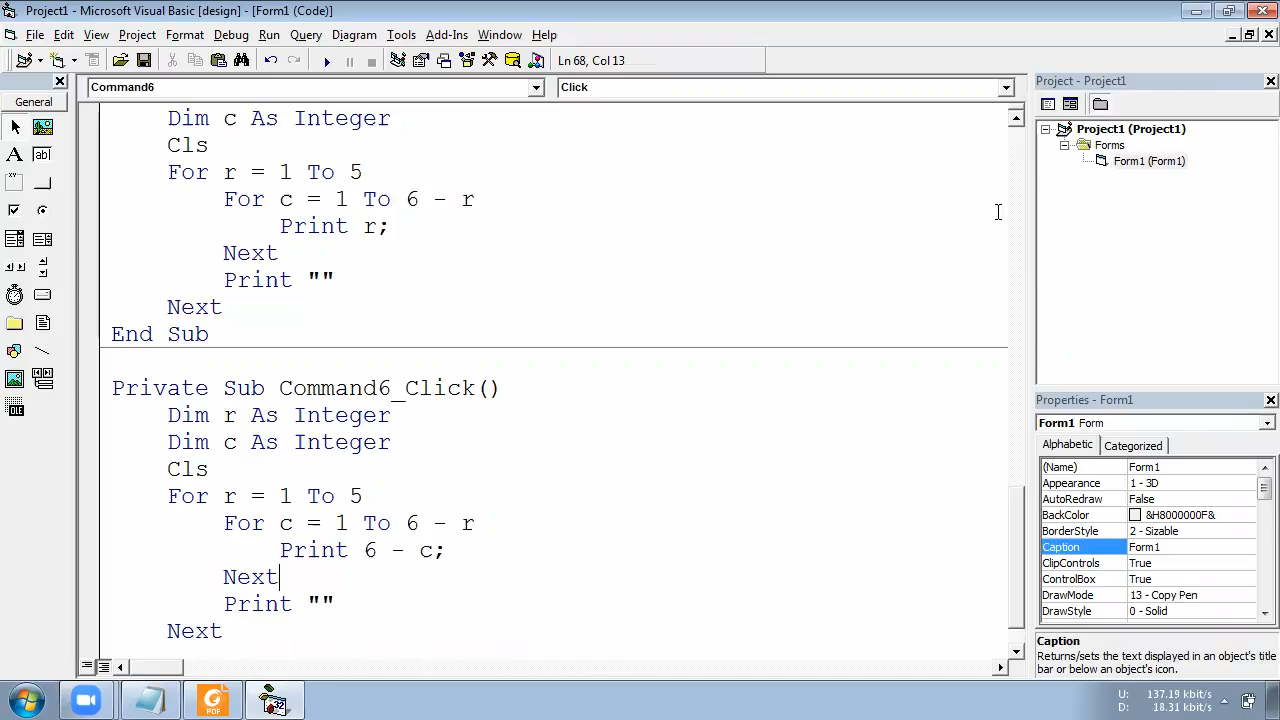 Project1 - Microsoft Visual Basic [design] - [Form1 (Code)]
File Edit View Project Format Debug Run Query Diagram Tools Add-Ins Window Help
Ln 68, Col 13
General
Command6
Click
Dim c As Integer
Cls
For r = 1 To 5
For c = 1 To 6 - r
Print r;
Next
Print ""
Next
End Sub
Private Sub Command6_Click()
Dim r As Integer
Dim c As Integer
Cls
For r = 1 To 5
For c = 1 To 6 - r
Print 6 - c;
Next
Print ""
Next
Project - Project1
Project1 (Project1)
Forms
Form1 (Form1)
Properties - Form1
Form1 Form
Alphabetic Categorized
(Name) Form1
Appearance 1 - 3D
AutoRedraw False
BackColor &H8000000F&
BorderStyle 2 - Sizable
Caption Form1
ClipControls True
ControlBox True
DrawMode 13 - Copy Pen
DrawStyle 0 - Solid
Caption
Returns/sets the text displayed in an object's title
bar or below an object's icon.
U: 137.19 kbit/s
D: 18.31 kbit/s